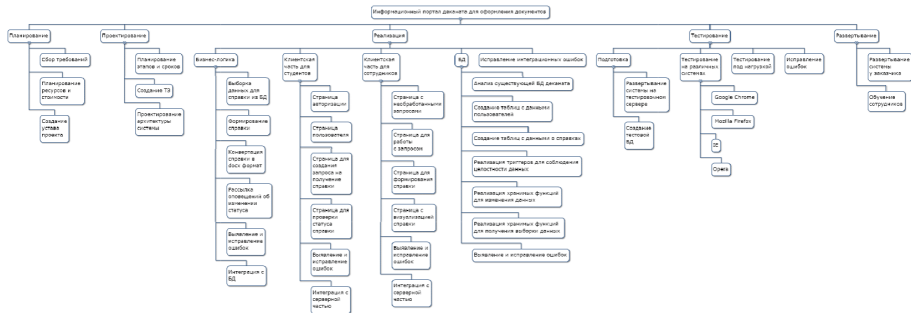 Информационный портал деканата для оформления документов
Планирование
Сбор требований
Планирование
ресурсов и
стоимости
Создание
устава
проекта
Проектирование
Планирование
этапов и сроков
Создание ТЗ
Проектирование
архитектуры
системы
Реализация
Бизнес-логика
Выборка
данных для
справки из БД
Формирование
справки
Конвертация
справки в
docx формат
Рассылка
оповещения об
изменении
статуса
Выявление и
исправление
ошибок
Интеграция с
БД
Клиентская
часть для
студентов
Страница
авторизации
Страница
пользователя
Страница для
создания
запроса на
получение
справки
Страница для
проверки
статуса
справки
Выявление и
исправление
ошибок
Интеграция с
серверной
частью
Клиентская
часть для
сотрудников
Страница с
необработанными
запросами
Страница для
работы
с запросом
Страница для
формирования
справки
Страница с
визуализацией
справки
Выявление и
исправление
ошибок
Интеграция с
серверной
частью
БД
Анализ существующей БД деканата
Создание таблиц с данными
пользователей
Создание таблиц с данными о справках
Реализация триггеров для соблюдения
целостности данных
Реализация хранимых функций
для изменения данных
Реализация хранимых функций
для получения выборки данных
Выявление и исправление ошибок
Исправление интеграционных ошибок
Тестирование
Подготовка
Развертывание
системы на
тестированном
сервере
Создание
тестовой
БД
Тестирование
на реальных
системах
Google Chrome
Mozilla Firefox
IE
Opera
Тестирование
под нагрузкой
Исправление
ошибок
Развертывание
Развертывание
системы
у заказчика
Обучение
сотрудников